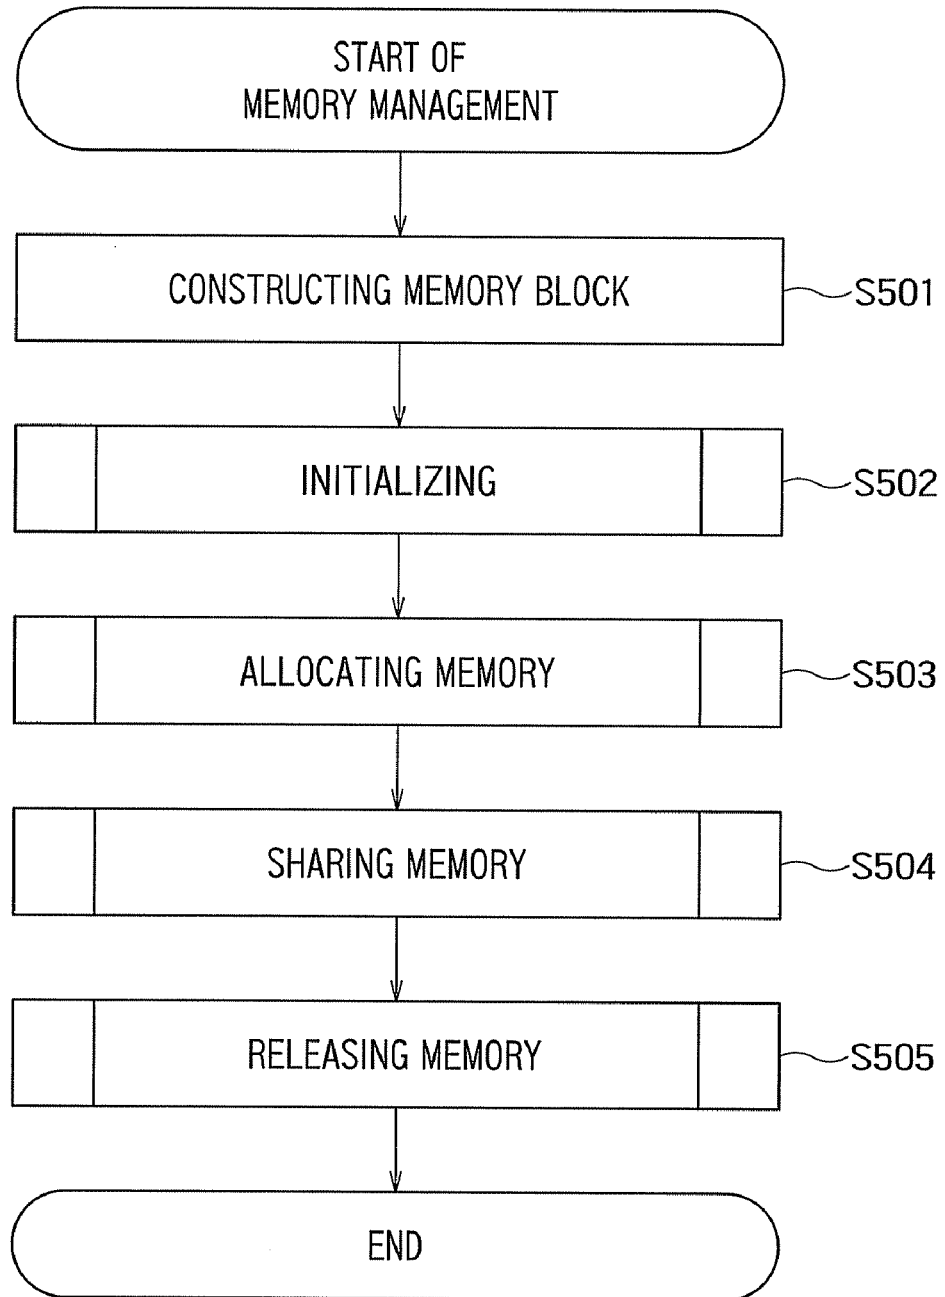 START OF
MEMORY MANAGEMENT
CONSTRUCTING MEMORY BLOCK
S501
INITIALIZING
S502
ALLOCATING MEMORY
S503
SHARING MEMORY
S504
RELEASING MEMORY
S505
END